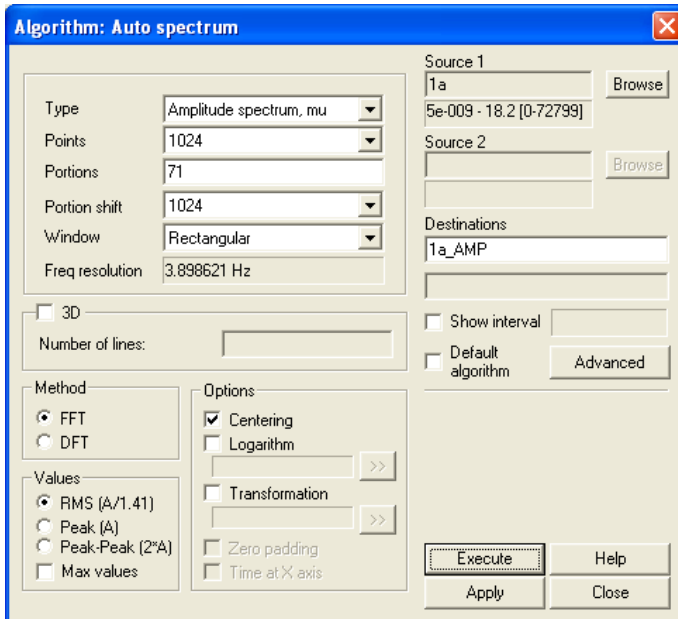 Algorithm: Auto spectrum
Type
Amplitude spectrum, mu
Points
1024
Portions
71
Portion shift
1024
Window
Rectangular
Freq resolution
3.898621 Hz
3D
Number of lines:
Method
FFT
DFT
Values
RMS (A/1.41)
Peak (A)
Peak-Peak (2*A)
Max values
Options
Centering
Logarithm
>>
Transformation
>>
Zero padding
Time at X axis
Source 1
1a
Browse
5e-009 - 18.2 [0-72799]
Source 2
Browse
Destinations
1a_AMP
Show interval
Default
algorithm
Advanced
Execute
Help
Apply
Close